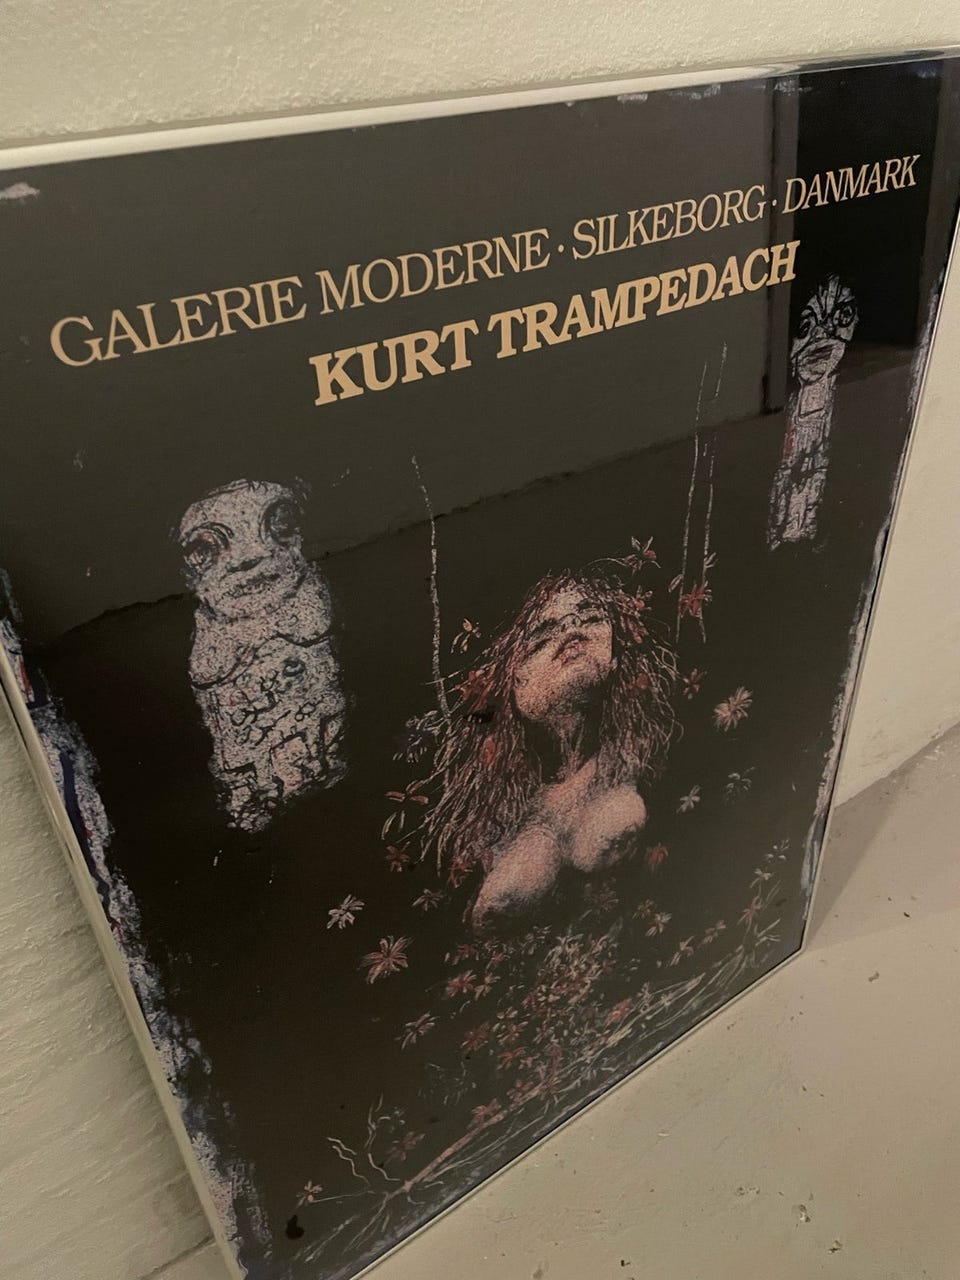 GALERIE MODERNE · SILKEBORG · DANMARK
KURT TRAMPEDACH